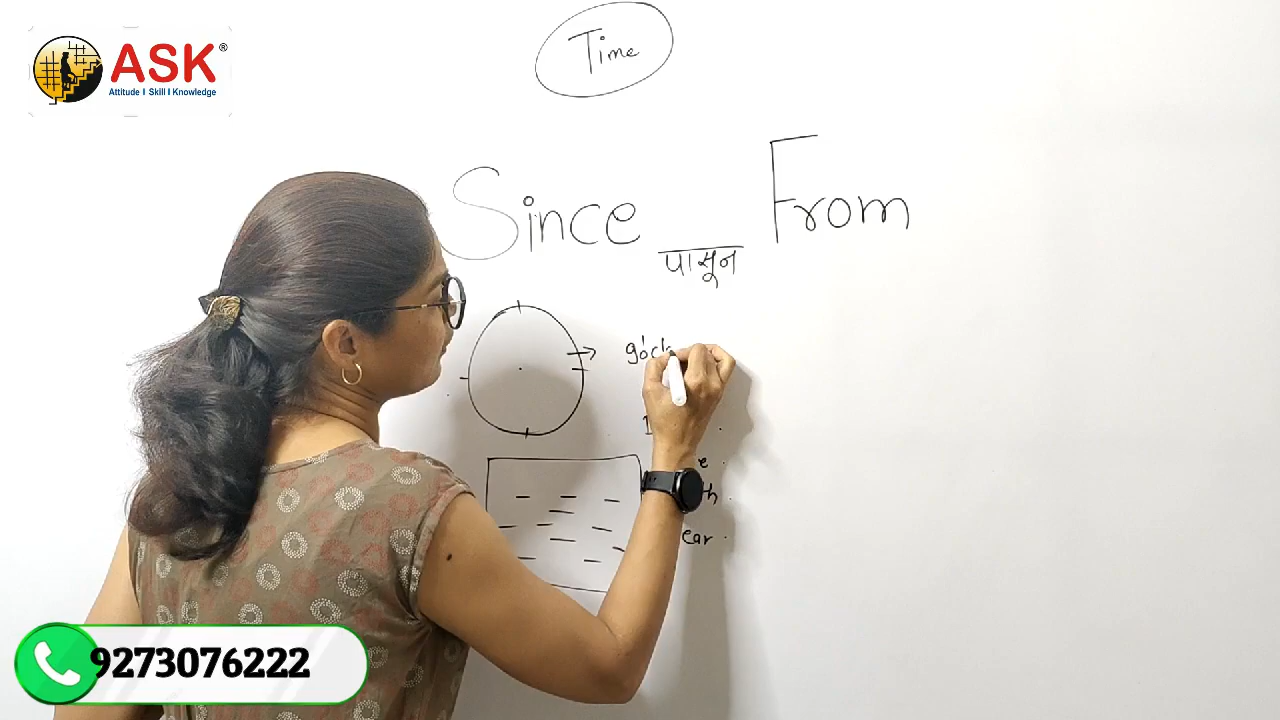 ASK®
Attitude I Skill I Knowledge
Time
Since
From
पासून
9273076222